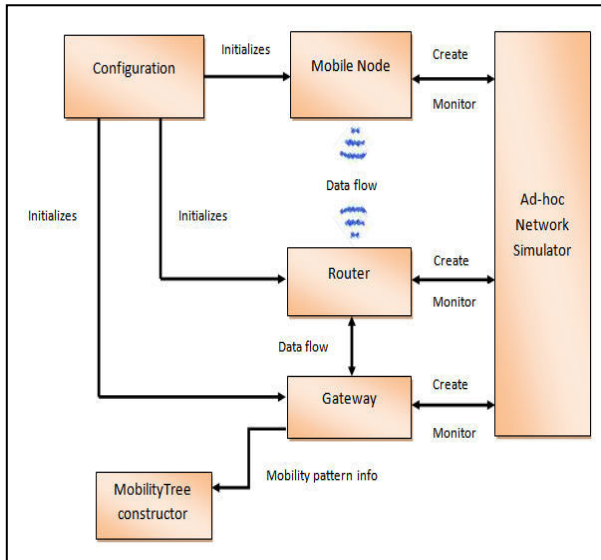 Configuration
Initializes
Mobile Node
Create
Monitor
Data flow
Ad-hoc
Network
Simulator
Initializes
Initializes
Router
Create
Monitor
Data flow
Gateway
Create
Monitor
Mobility pattern info
MobilityTree
constructor